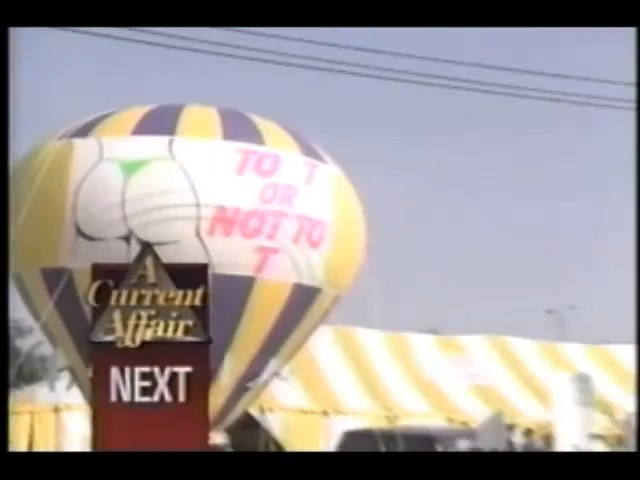 TO T
OR
NOT TO
T
A
Current
Affair
NEXT